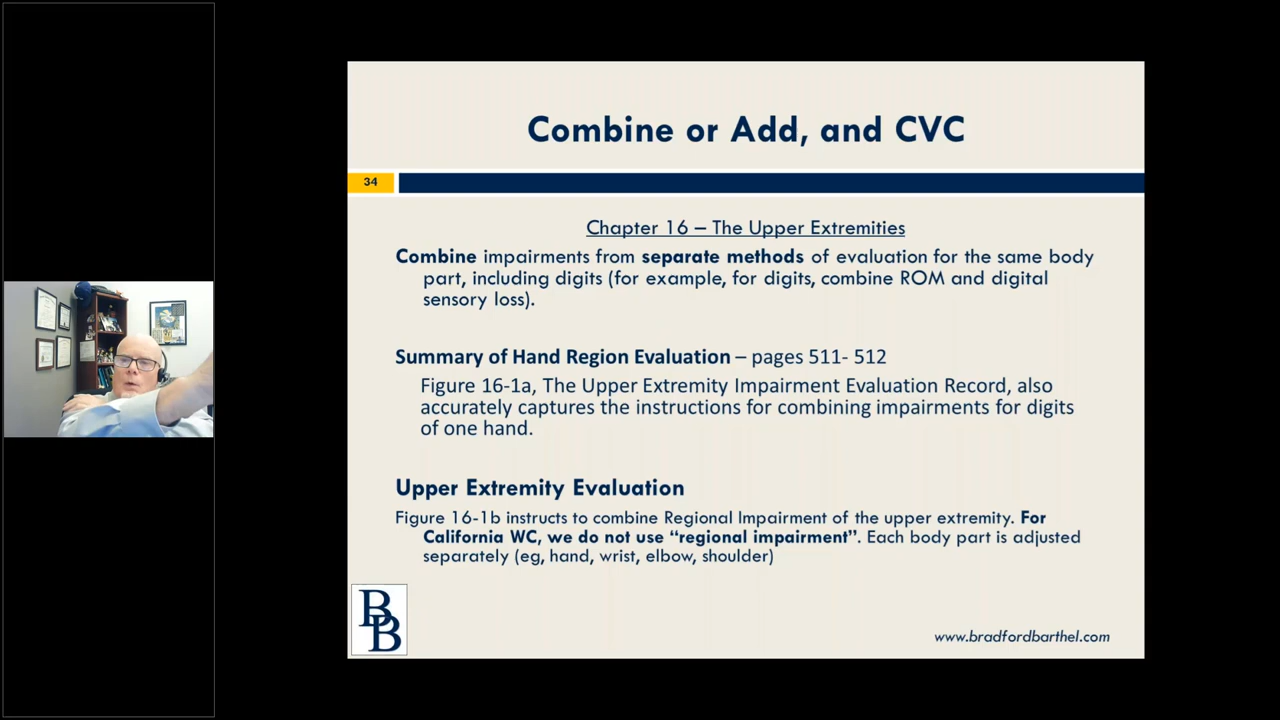 Combine or Add, and CVC
34
Chapter 16 – The Upper Extremities
Combine impairments from separate methods of evaluation for the same body
part, including digits (for example, for digits, combine ROM and digital
sensory loss).
Summary of Hand Region Evaluation – pages 511- 512
Figure 16-1a, The Upper Extremity Impairment Evaluation Record, also
accurately captures the instructions for combining impairments for digits
of one hand.
Upper Extremity Evaluation
Figure 16-1b instructs to combine Regional Impairment of the upper extremity. For
California WC, we do not use “regional impairment”. Each body part is adjusted
separately (eg, hand, wrist, elbow, shoulder)
BB
www.bradfordbarthel.com